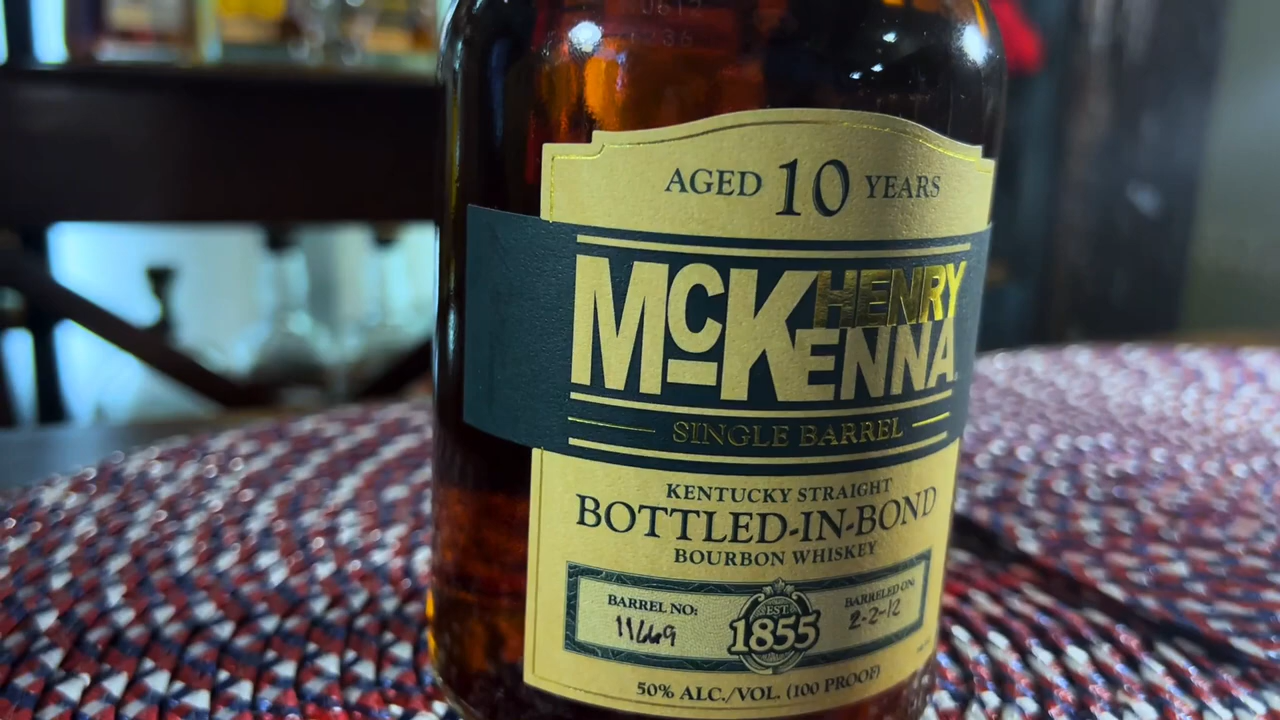 AGED 10 YEARS
HENRY
McKENNA
SINGLE BARREL
KENTUCKY STRAIGHT
BOTTLED-IN-BOND
BOURBON WHISKEY
BARREL NO:
11669
EST.
1855
BARRELED ON:
2-2-12
50% ALC./VOL. (100 PROOF)